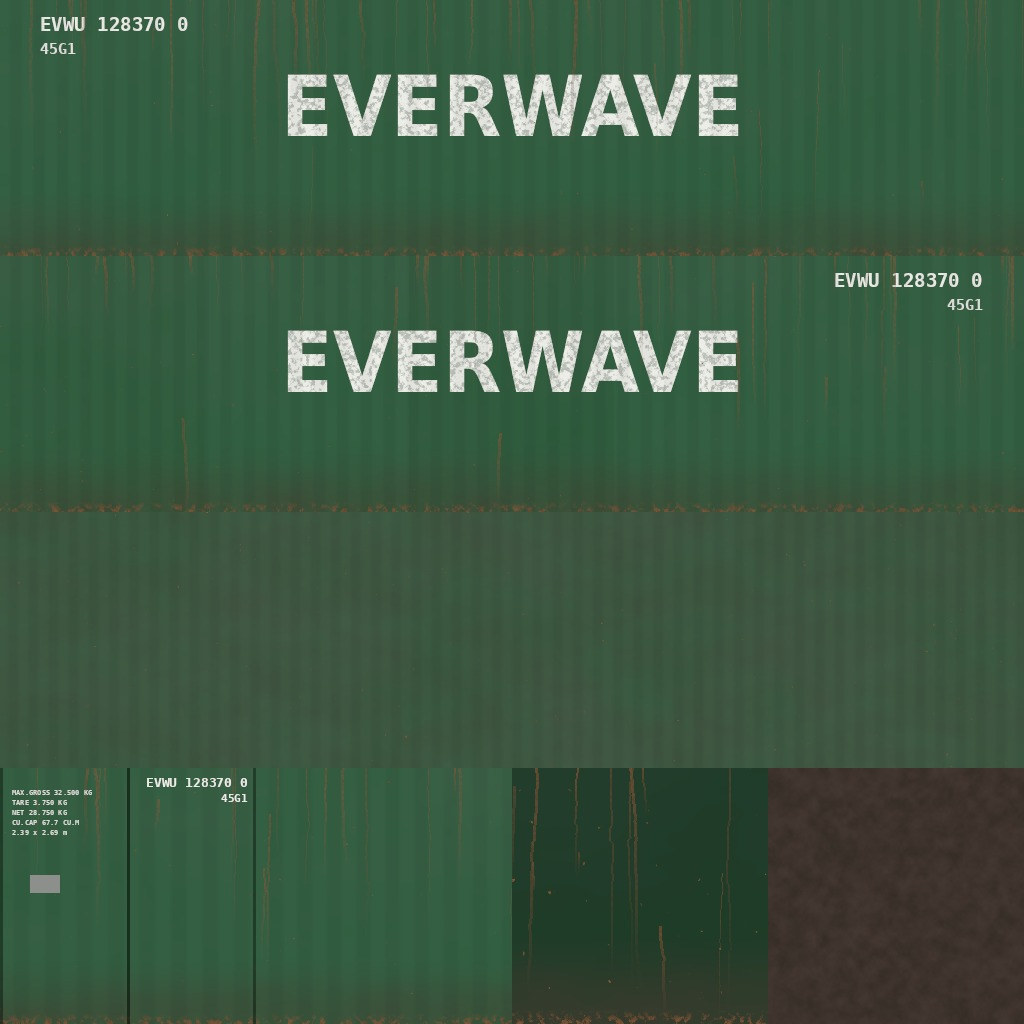 EVWU 128370 0
45G1
EVERWAVE
EVWU 128370 0
45G1
EVERWAVE
MAX.GROSS 32.500 KG
TARE 3.750 KG
NET 28.750 KG
CU.CAP 67.7 CU.M
2.39 x 2.69 m
EVWU 128370 0
45G1